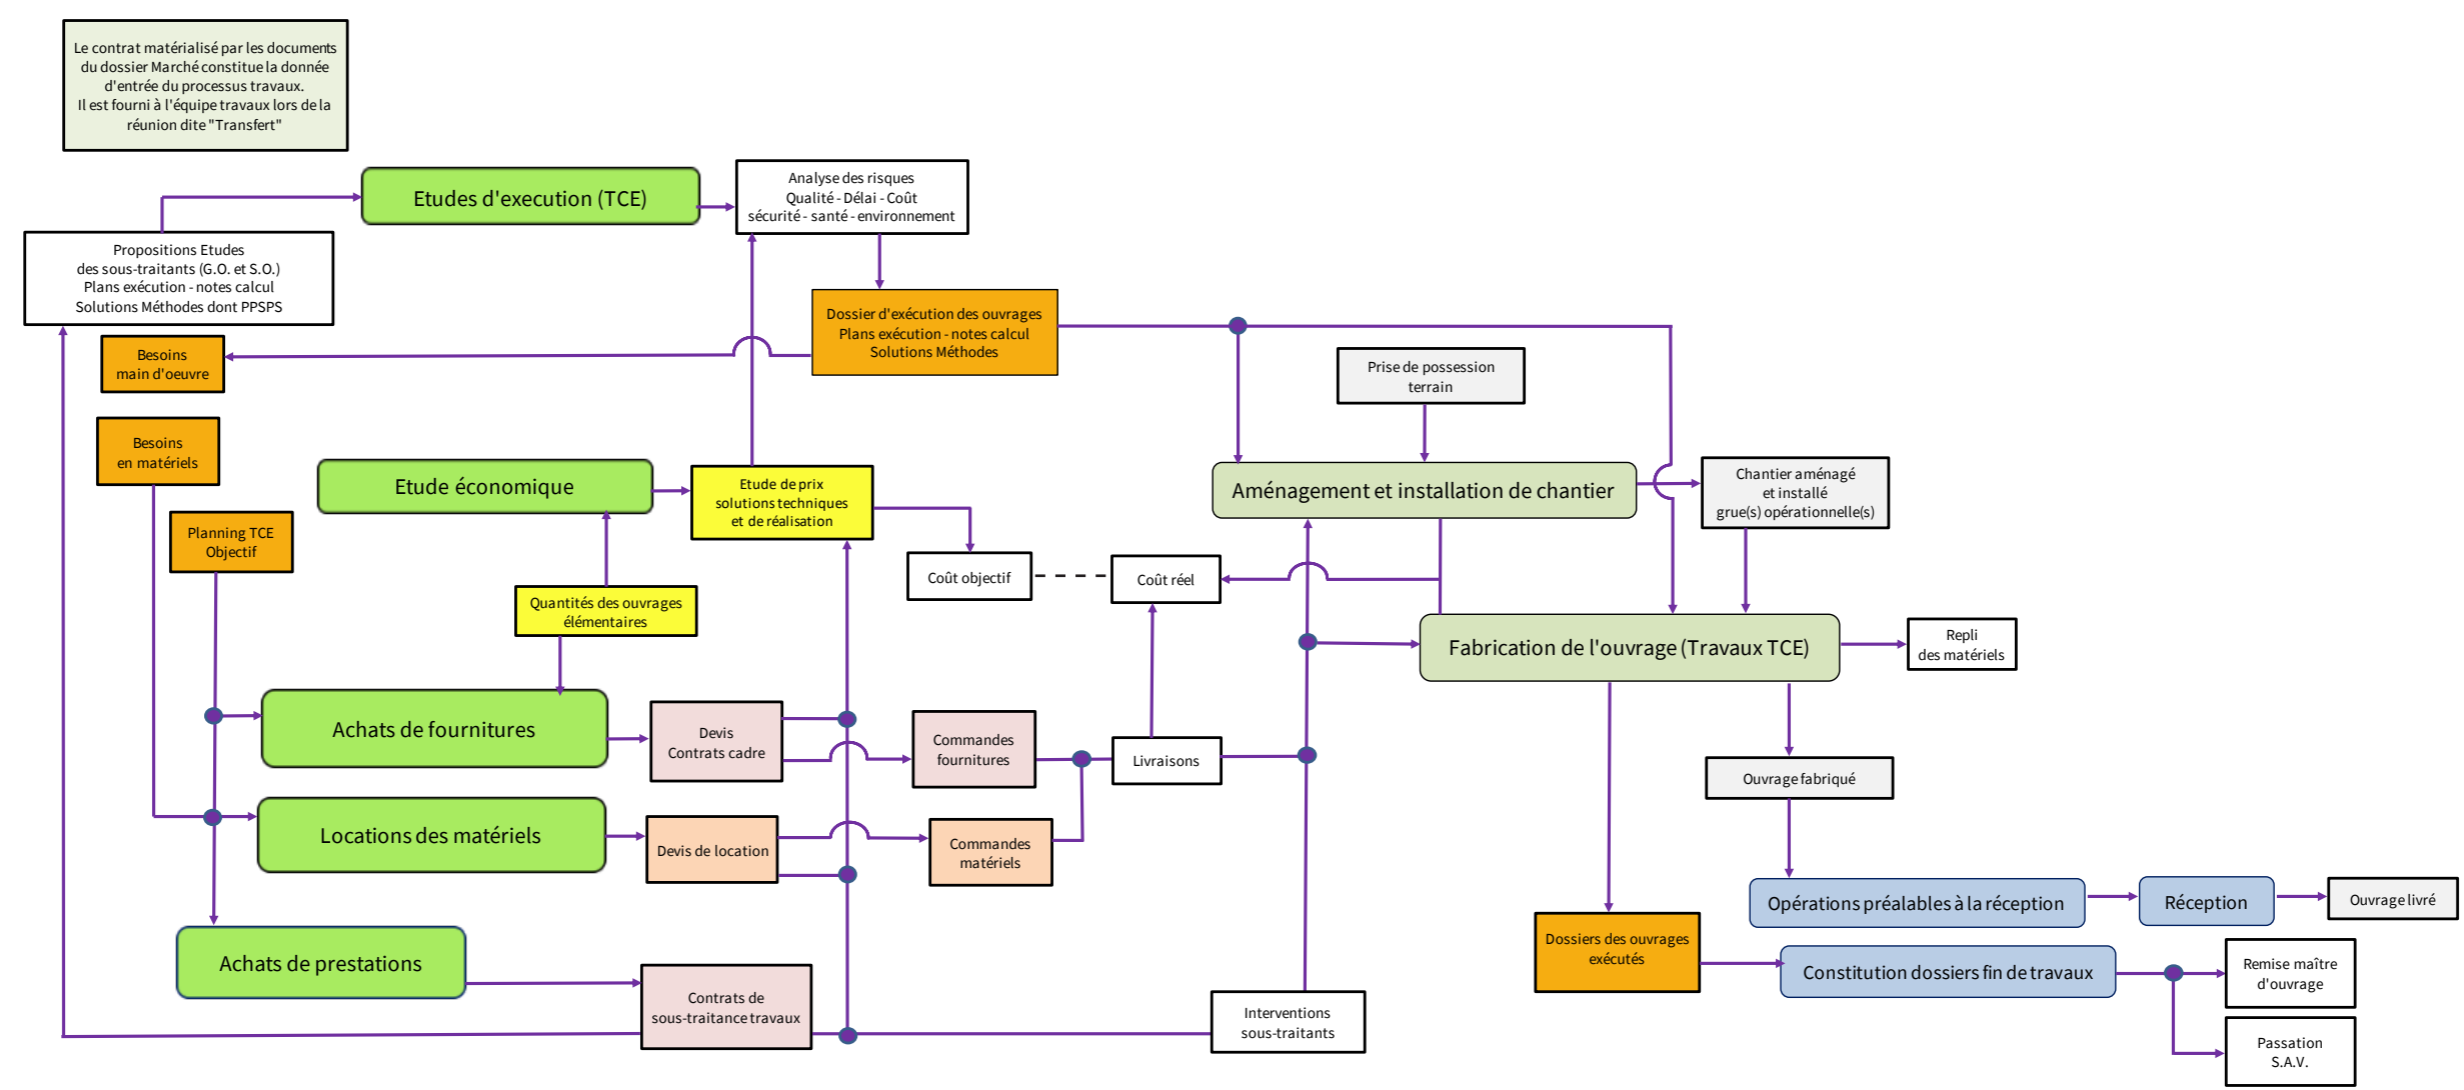 Le contrat matérialisé par les documents
du dossier Marché constitue la donnée
d'entrée du processus travaux.
Il est fourni à l'équipe travaux lors de la
réunion dite "Transfert"
Etudes d'execution (TCE)
Analyse des risques
Qualité - Délai - Coût
sécurité - santé - environnement
Propositions Etudes
des sous-traitants (G.O. et S.O.)
Plans exécution - notes calcul
Solutions Méthodes dont PPSPS
Dossier d'exécution des ouvrages
Plans exécution - notes calcul
Solutions Méthodes
Besoins
main d'oeuvre
Prise de possession
terrain
Besoins
en matériels
Etude économique
Etude de prix
solutions techniques
et de réalisation
Aménagement et installation de chantier
Chantier aménagé
et installé
grue(s) opérationnelle(s)
Planning TCE
Objectif
Coût objectif
Coût réel
Quantités des ouvrages
élémentaires
Fabrication de l'ouvrage (Travaux TCE)
Repli
des matériels
Achats de fournitures
Devis
Contrats cadre
Commandes
fournitures
Livraisons
Ouvrage fabriqué
Locations des matériels
Devis de location
Commandes
matériels
Opérations préalables à la réception
Réception
Ouvrage livré
Achats de prestations
Dossiers des ouvrages
exécutés
Constitution dossiers fin de travaux
Remise maître
d'ouvrage
Contrats de
sous-traitance travaux
Interventions
sous-traitants
Passation
S.A.V.